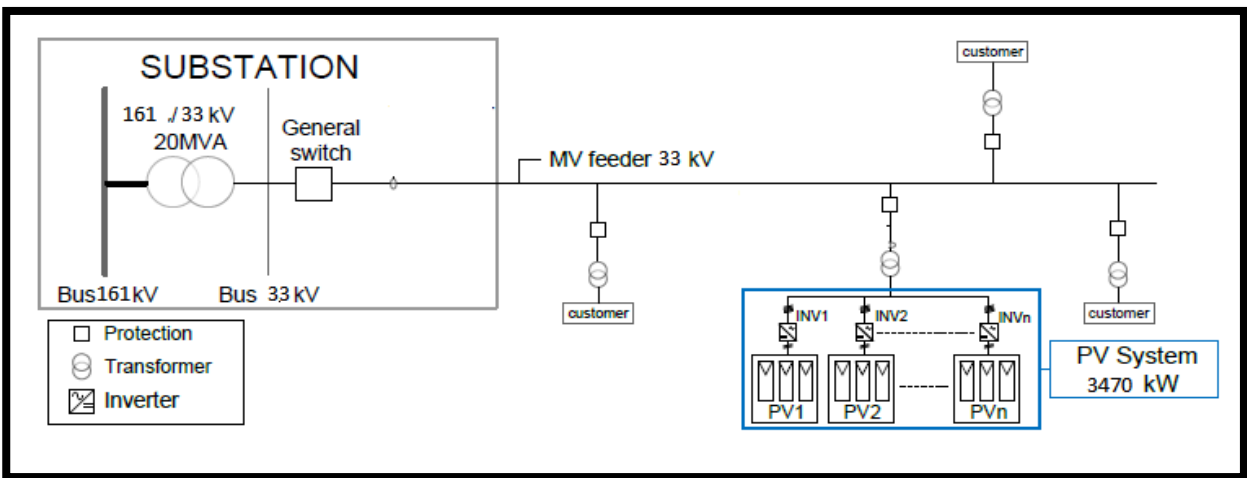 SUBSTATION
161 ./33 kV
20MVA
General
switch
Bus161kV
Bus 33 kV
MV feeder 33 kV
customer
customer
customer
INV1
INV2
INVn
PV1
PV2
PVn
PV System
3470 kW
Protection
Transformer
Inverter